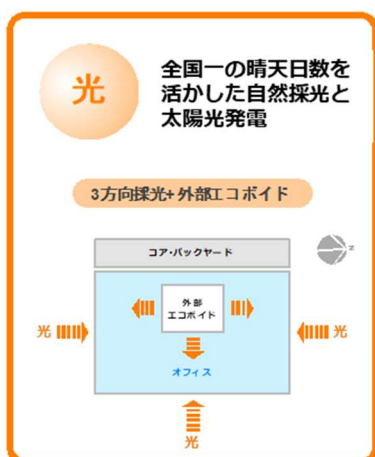 光
全国一の晴天日数を
活かした自然採光と
太陽光発電
3方向採光+外部エコボイド
コア・バックヤード
N
外部
エコボイド
光
光
オフィス
光